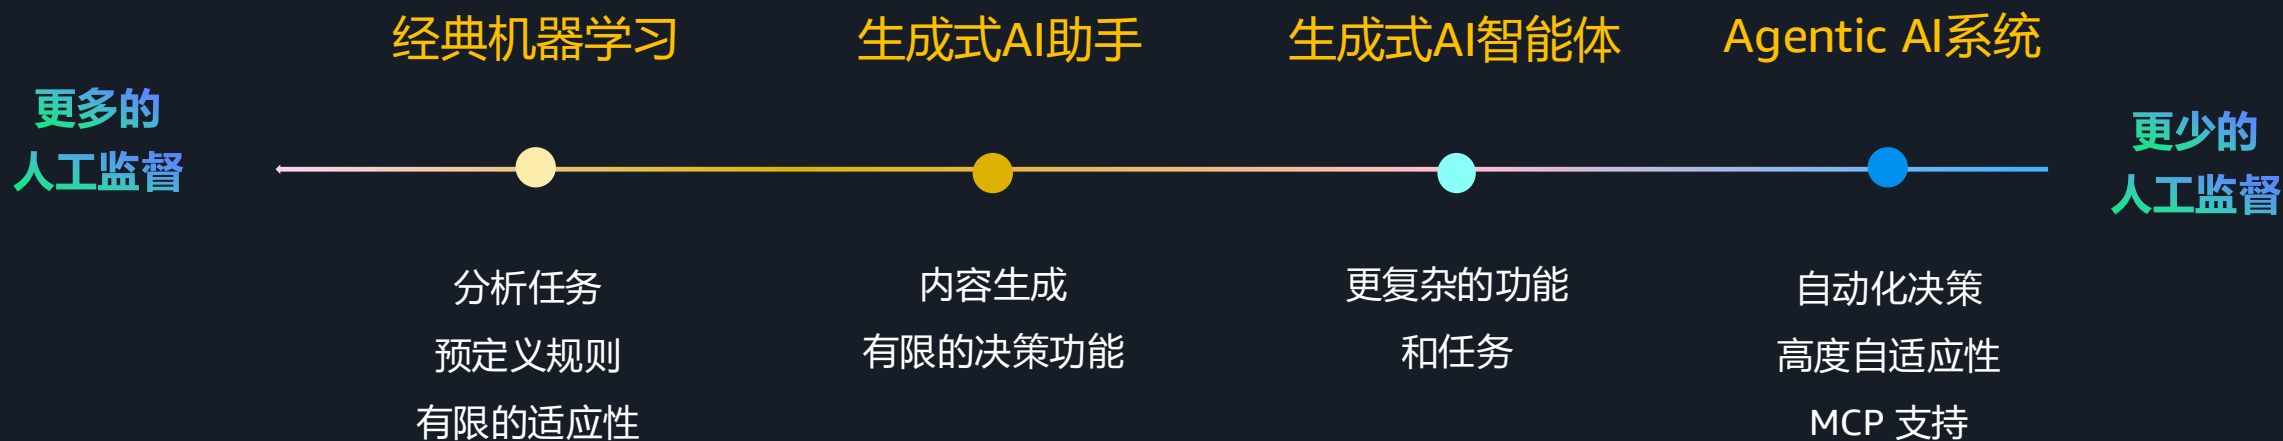 经典机器学习
生成式AI助手
生成式AI智能体
Agentic AI系统
更多的
人工监督
更少的
人工监督
分析任务
预定义规则
有限的适应性
内容生成
有限的决策功能
更复杂的功能
和任务
自动化决策
高度自适应性
MCP 支持